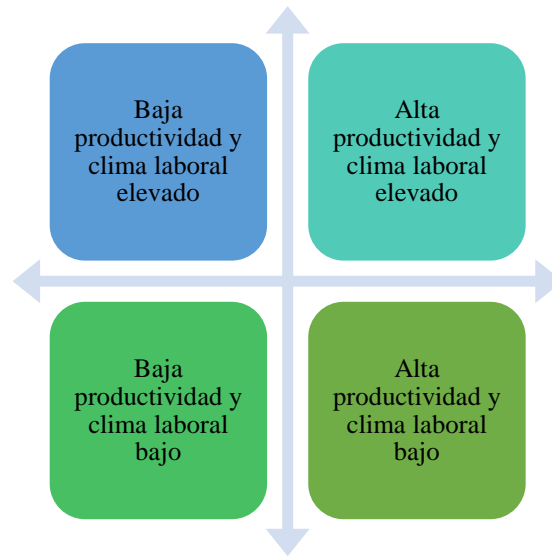 Baja
productividad y
clima laboral
elevado
Alta
productividad y
clima laboral
elevado
Baja
productividad y
clima laboral
bajo
Alta
productividad y
clima laboral
bajo